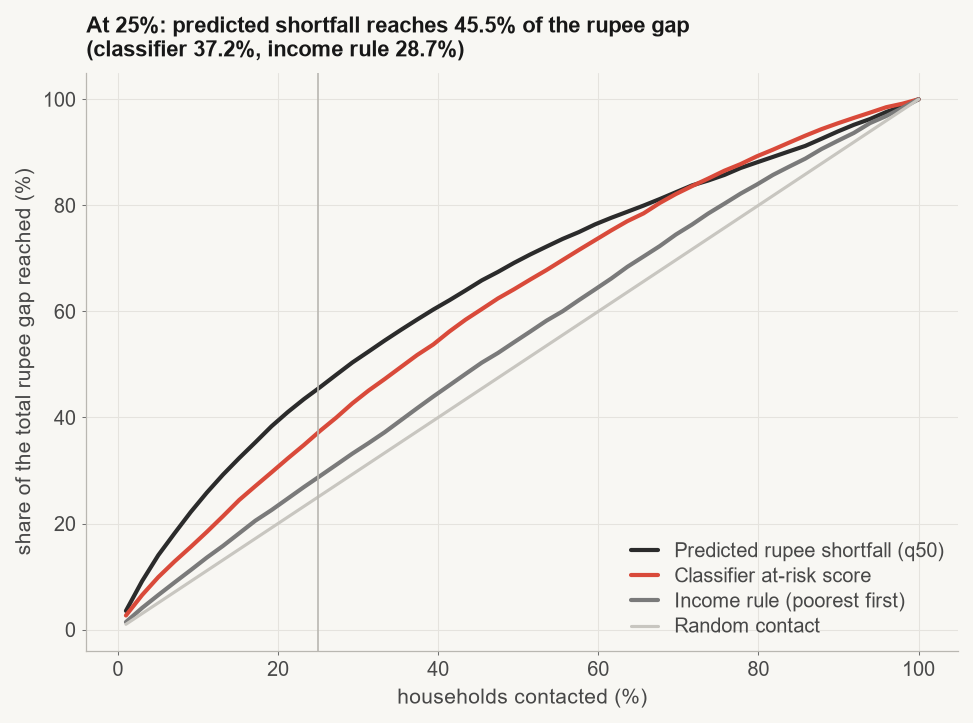 At 25%: predicted shortfall reaches 45.5% of the rupee gap
(classifier 37.2%, income rule 28.7%)
share of the total rupee gap reached (%)
100
80
60
40
20
0
Predicted rupee shortfall (q50)
Classifier at-risk score
Income rule (poorest first)
Random contact
0 20 40 60 80 100
households contacted (%)